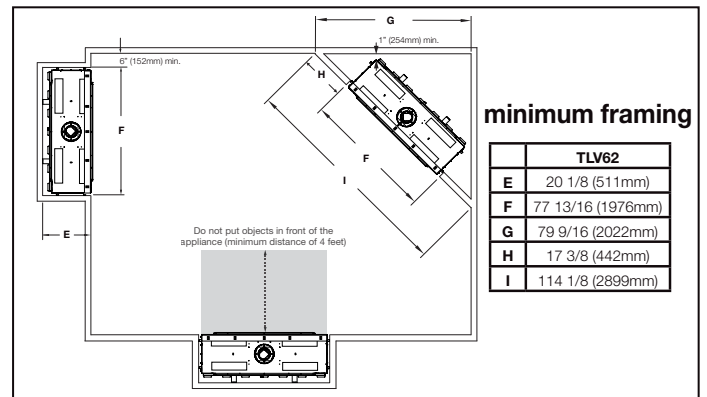 G
1" (254mm) min.
6" (152mm) min.
H
F
F
I
E
Do not put objects in front of the
appliance (minimum distance of 4 feet)
minimum framing
TLV62
E 20 1/8 (511mm)
F 77 13/16 (1976mm)
G 79 9/16 (2022mm)
H 17 3/8 (442mm)
I 114 1/8 (2899mm)